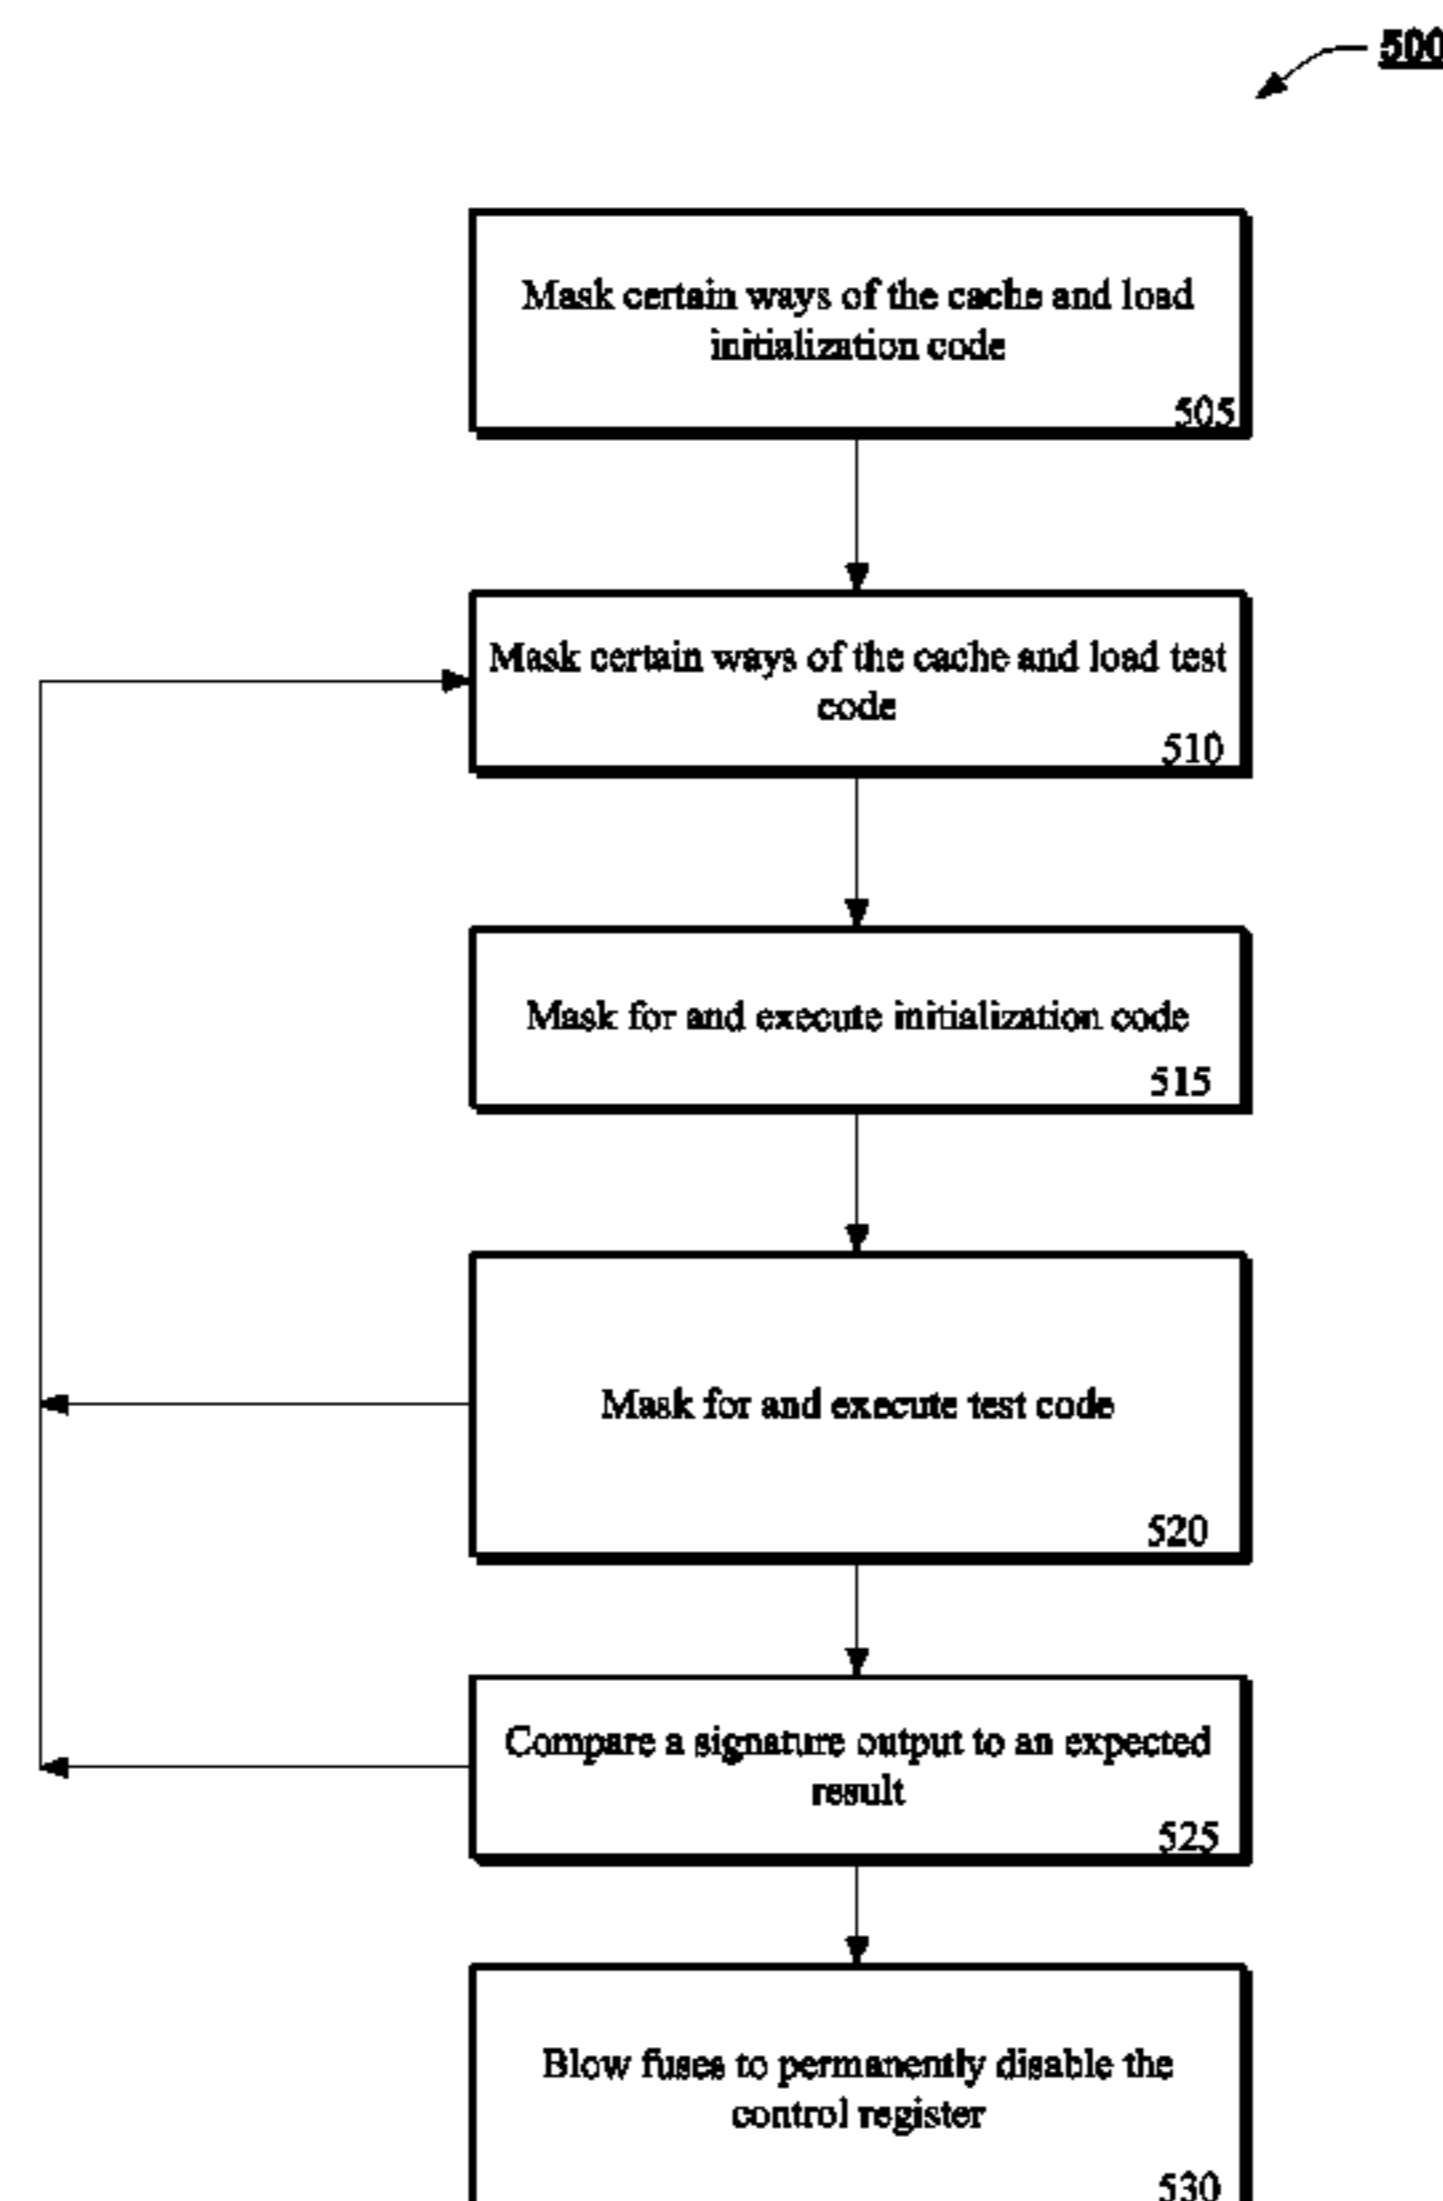 500
Mask certain ways of the cache and load
initialization code
505
Mask certain ways of the cache and load test
code
510
Mask for and execute initialization code
515
Mask for and execute test code
520
Compare a signature output to an expected
result
525
Blow fuses to permanently disable the
control register
530